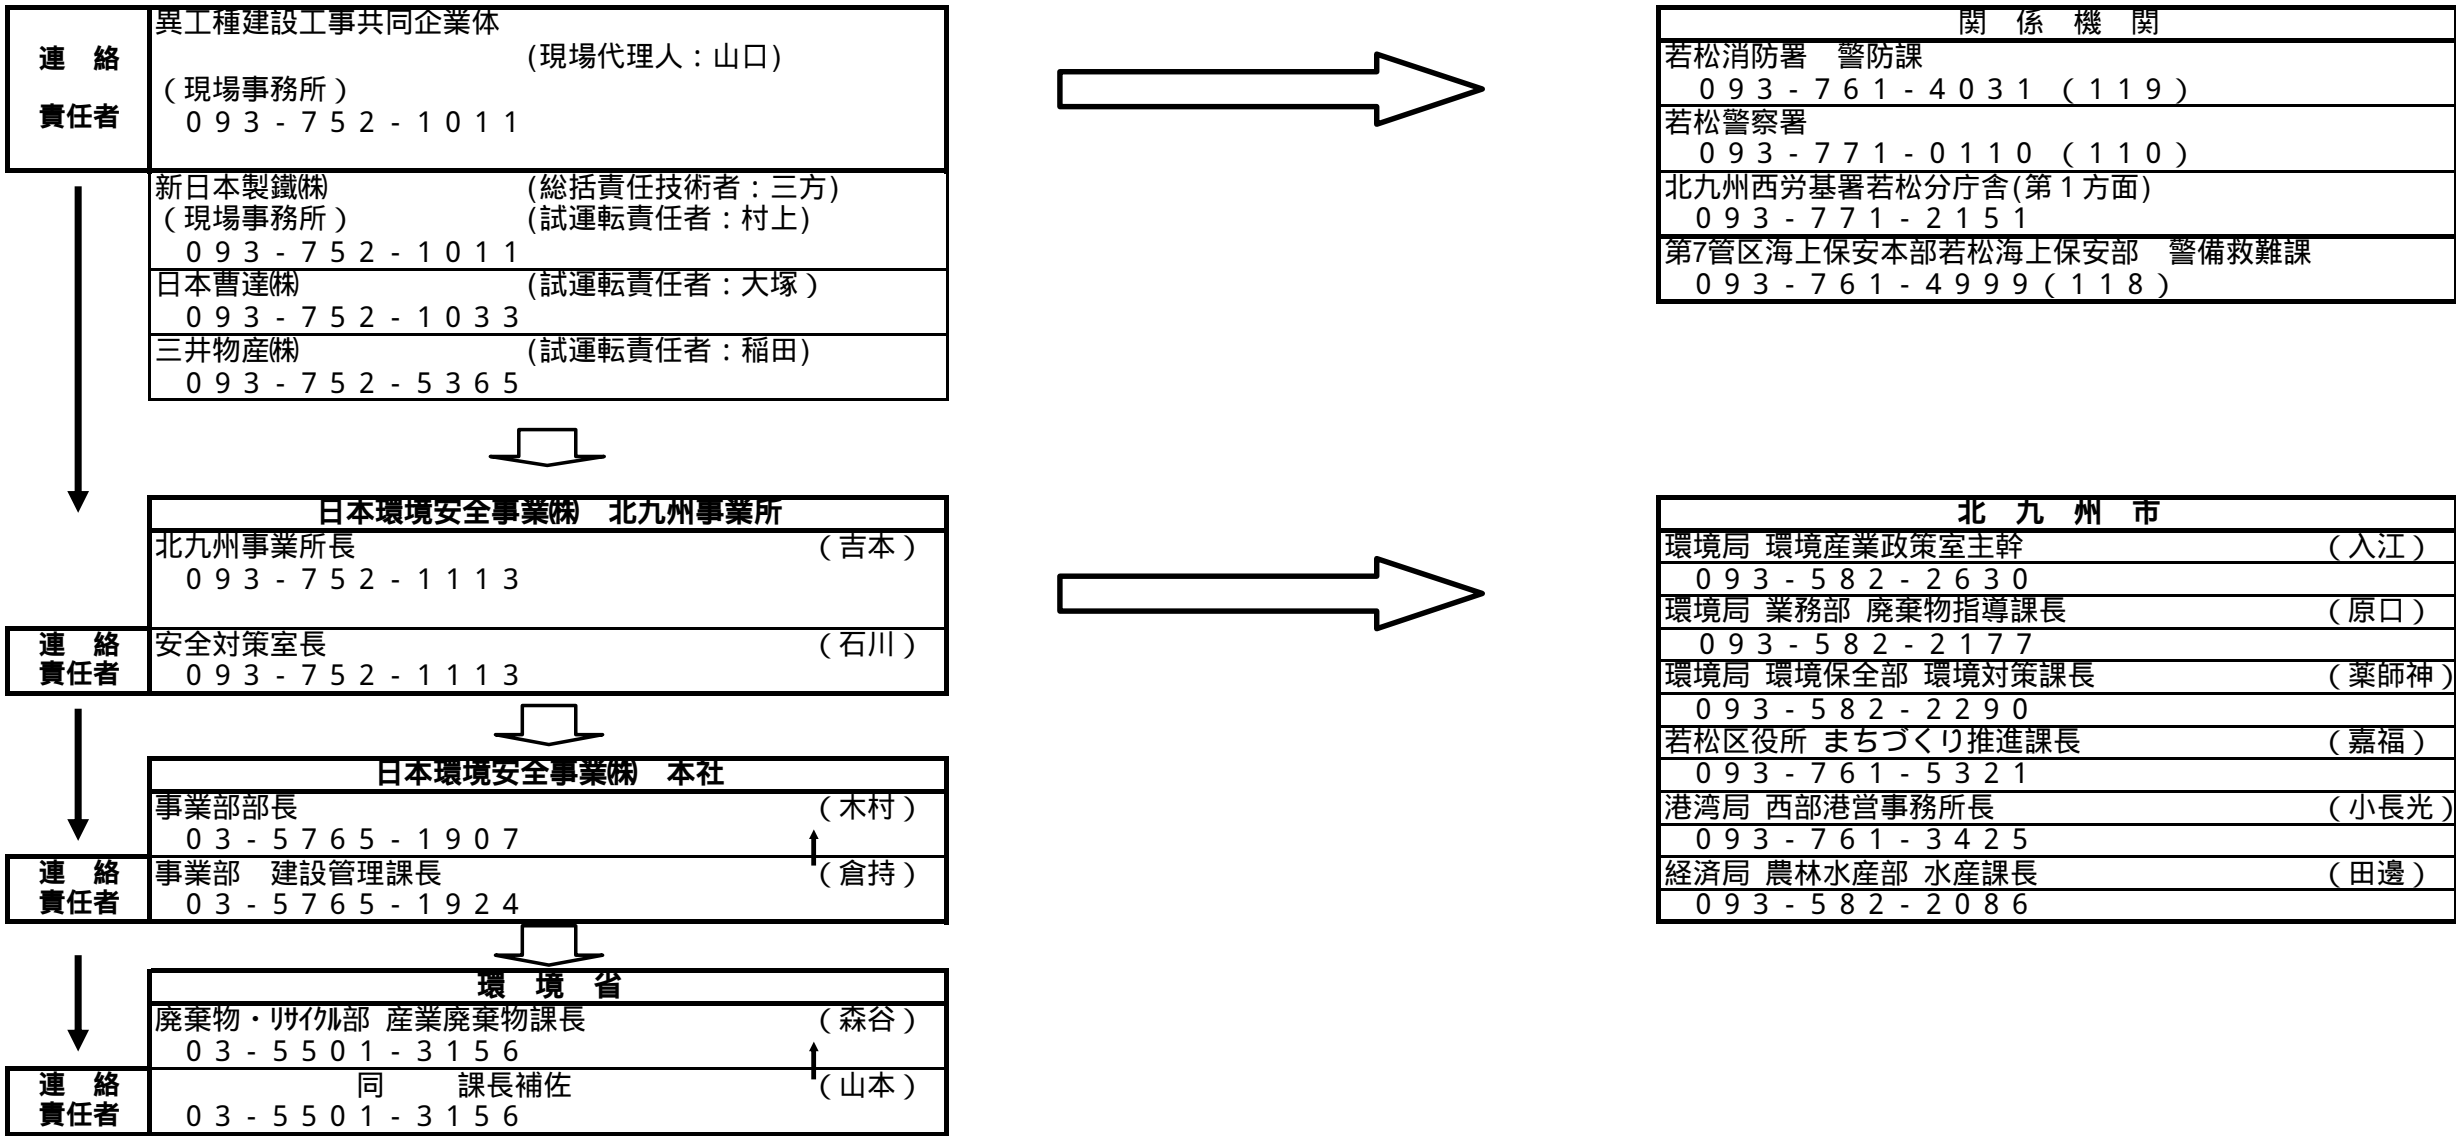 連　絡
責任者
異工種建設工事共同企業体
(現場代理人：山口)
（現場事務所）
０９３-７５２-１０１１
新日本製鐵㈱　(総括責任技術者：三方)
（現場事務所）　(試運転責任者：村上)
０９３-７５２-１０１１
日本曹達㈱　(試運転責任者：大塚）
０９３-７５２-１０３３
三井物産㈱　(試運転責任者：稲田)
０９３-７５２-５３６５
関　係　機　関
若松消防署　警防課
０９３-７６１-４０３１（１１９）
若松警察署
０９３-７７１-０１１０（１１０）
北九州西労基署若松分庁舎(第１方面)
０９３-７７１-２１５１
第7管区海上保安本部若松海上保安部　警備救難課
０９３-７６１-４９９９（１１８）
日本環境安全事業㈱　北九州事業所
北九州事業所長　（吉本）
０９３-７５２-１１１３
連　絡
責任者
安全対策室長　（石川）
０９３-７５２-１１１３
日本環境安全事業㈱　本社
事業部部長　（木村）
０３-５７６５-１９０７
連　絡
責任者
事業部　建設管理課長　（倉持）
０３-５７６５-１９２４
環　境　省
廃棄物・ﾘｻｲｸﾙ部 産業廃棄物課長　（森谷）
０３-５５０１-３１５６
連　絡
責任者
同　　課長補佐　（山本）
０３-５５０１-３１５６
北　九　州　市
環境局 環境産業政策室主幹　（入江）
０９３-５８２-２６３０
環境局 業務部 廃棄物指導課長　（原口）
０９３-５８２-２１７７
環境局 環境保全部 環境対策課長　（薬師神）
０９３-５８２-２２９０
若松区役所 まちづくり推進課長　（嘉福）
０９３-７６１-５３２１
港湾局 西部港営事務所長　（小長光）
０９３-７６１-３４２５
経済局 農林水産部 水産課長　（田邊）
０９３-５８２-２０８６